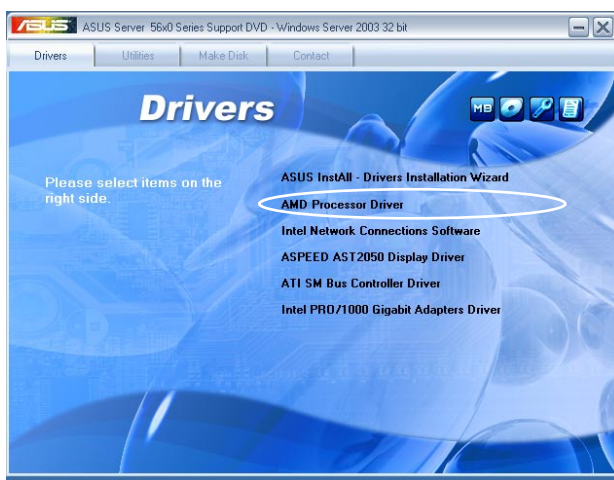 ASUS ASUS Server 56x0 Series Support DVD - Windows Server 2003 32 bit
Drivers Utilities Make Disk Contact
Drivers
MB
Please select items on the
right side.
ASUS InstAll - Drivers Installation Wizard
AMD Processor Driver
Intel Network Connections Software
ASPEED AST2050 Display Driver
ATI SM Bus Controller Driver
Intel PRO/1000 Gigabit Adapters Driver